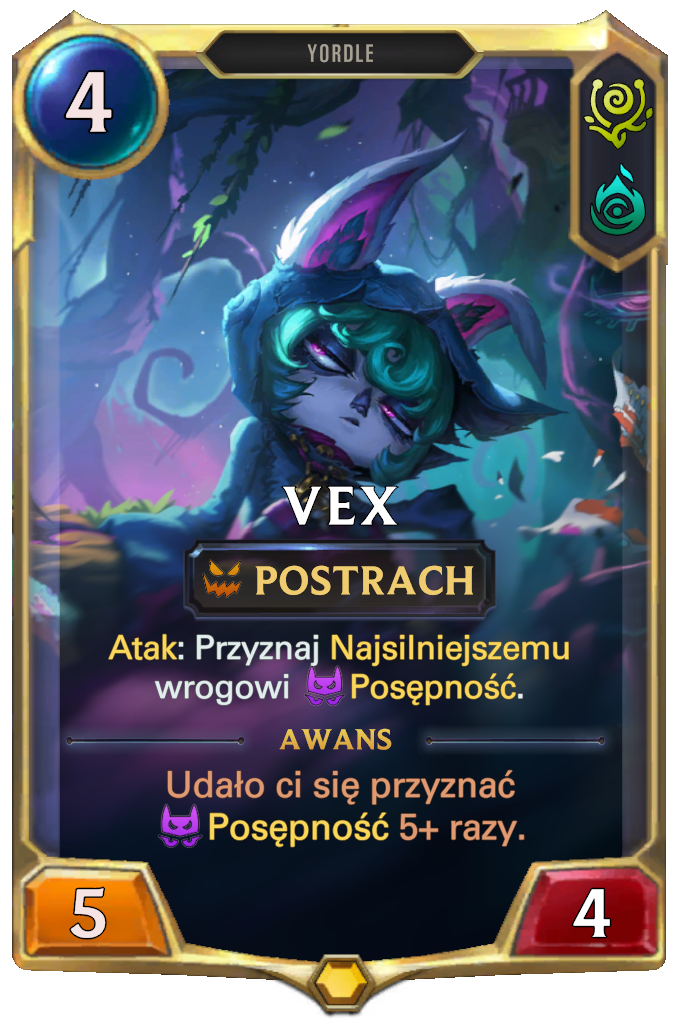 YORDLE
4
VEX
POSTRACH
Atak: Przyznaj Najsilniejszemu
wrogowi Posępność.
AWANS
Udało ci się przyznać
Posępność 5+ razy.
5
4